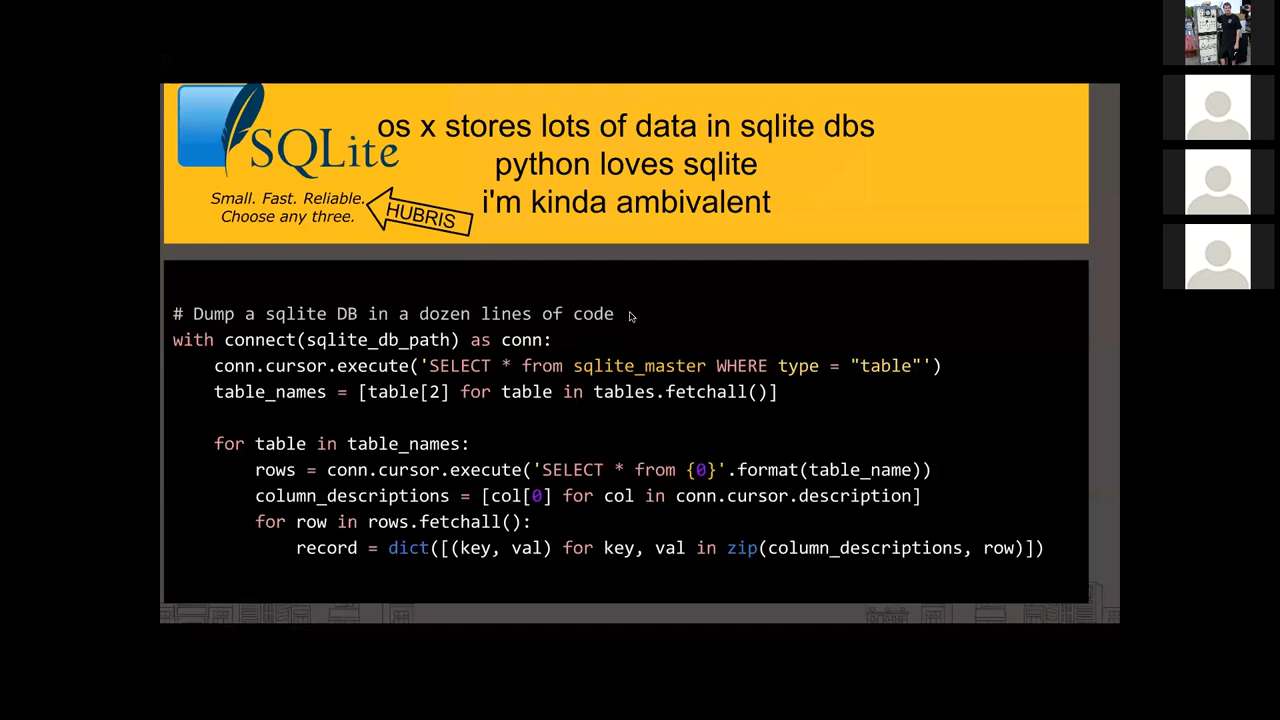 SQLite
os x stores lots of data in sqlite dbs
python loves sqlite
i'm kinda ambivalent
Small. Fast. Reliable.
Choose any three.
HUBRIS
# Dump a sqlite DB in a dozen lines of code
with connect(sqlite_db_path) as conn:
    conn.cursor.execute('SELECT * from sqlite_master WHERE type = "table"')
    table_names = [table[2] for table in tables.fetchall()]
    for table in table_names:
        rows = conn.cursor.execute('SELECT * from {0}'.format(table_name))
        column_descriptions = [col[0] for col in conn.cursor.description]
        for row in rows.fetchall():
            record = dict([(key, val) for key, val in zip(column_descriptions, row)])